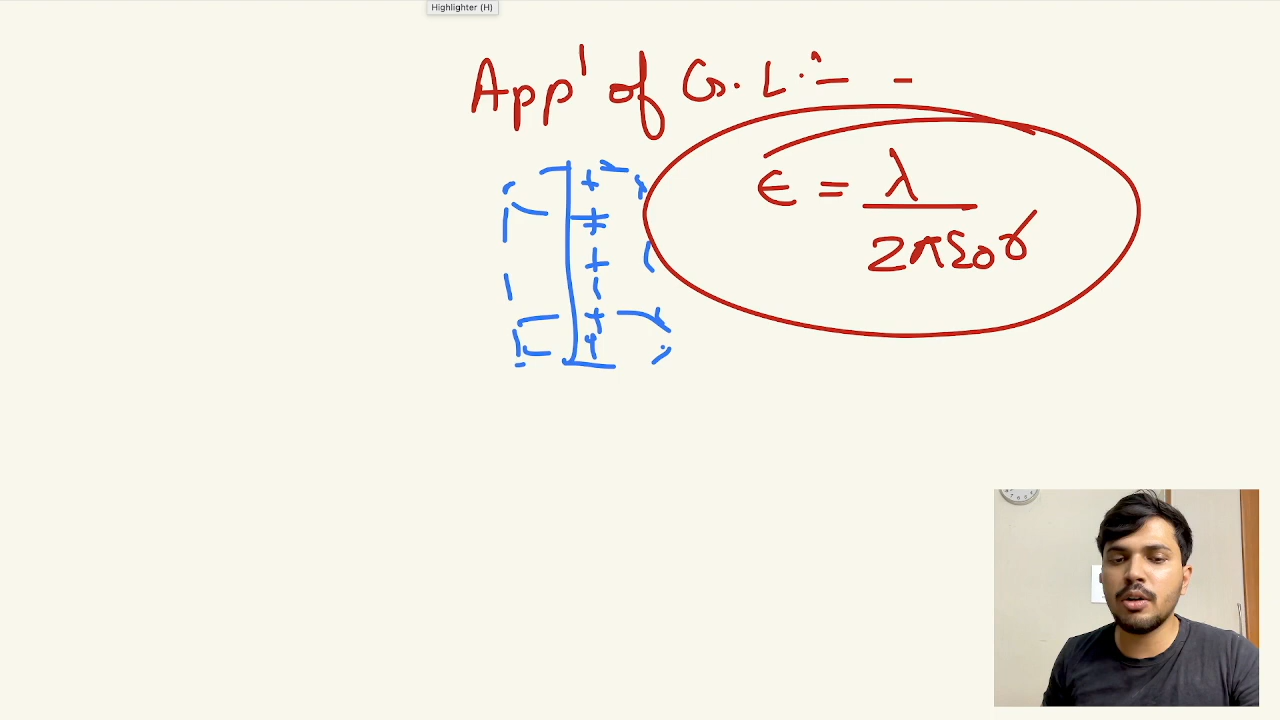 Highlighter (H)
App' of G.L:- -
ϵ = λ
2πε0r